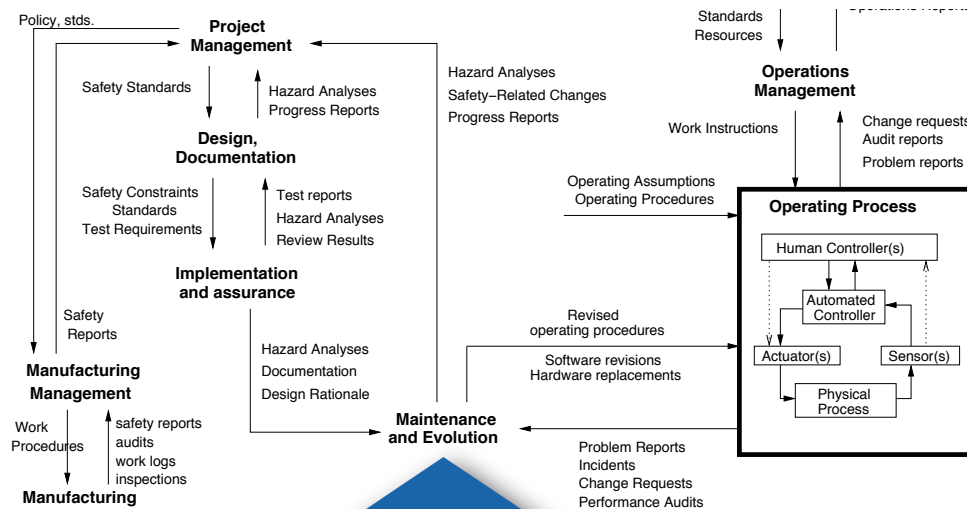 Policy, stds.
Project
Management
Safety Standards
Hazard Analyses
Progress Reports
Design,
Documentation
Safety Constraints
Standards
Test Requirements
Test reports
Hazard Analyses
Review Results
Implementation
and assurance
Safety
Reports
Hazard Analyses
Documentation
Design Rationale
Manufacturing
Management
Work
Procedures
safety reports
audits
work logs
inspections
Manufacturing
Hazard Analyses
Safety−Related Changes
Progress Reports
Maintenance
and Evolution
Revised
operating procedures
Software revisions
Hardware replacements
Problem Reports
Incidents
Change Requests
Performance Audits
Operating Assumptions
Operating Procedures
Standards
Resources
Operations Reports
Operations
Management
Work Instructions
Change requests
Audit reports
Problem reports
Operating Process
Human Controller(s)
Automated
Controller
Actuator(s)
Sensor(s)
Physical
Process